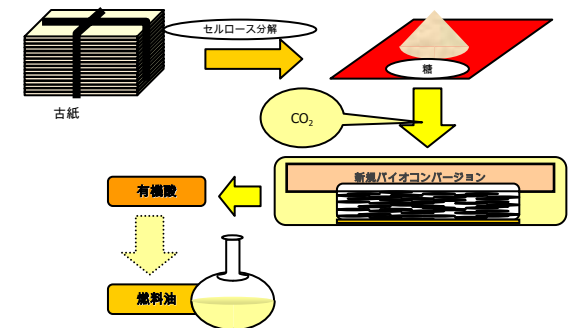 セルロース分解
糖
古紙
CO₂
新規バイオコンバージョン
有機酸
燃料油